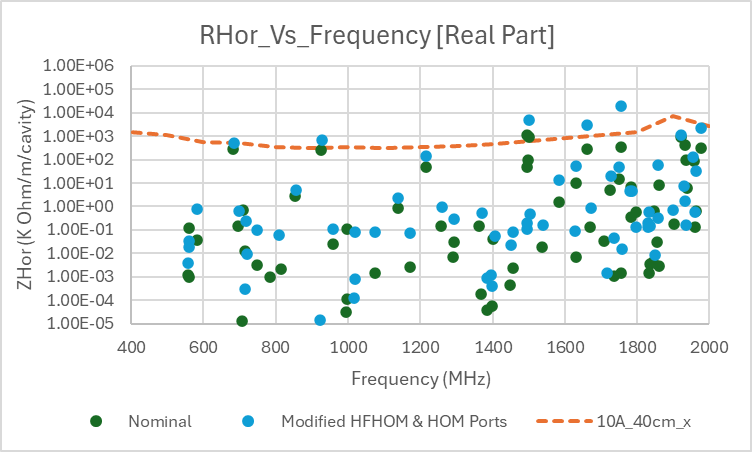 RHor_Vs_Frequency [Real Part]
ZHor (K Ohm/m/cavity)
1.00E+06
1.00E+05
1.00E+04
1.00E+03
1.00E+02
1.00E+01
1.00E+00
1.00E-01
1.00E-02
1.00E-03
1.00E-04
1.00E-05
400 600 800 1000 1200 1400 1600 1800 2000
Frequency (MHz)
Nominal Modified HFHOM & HOM Ports 10A_40cm_x